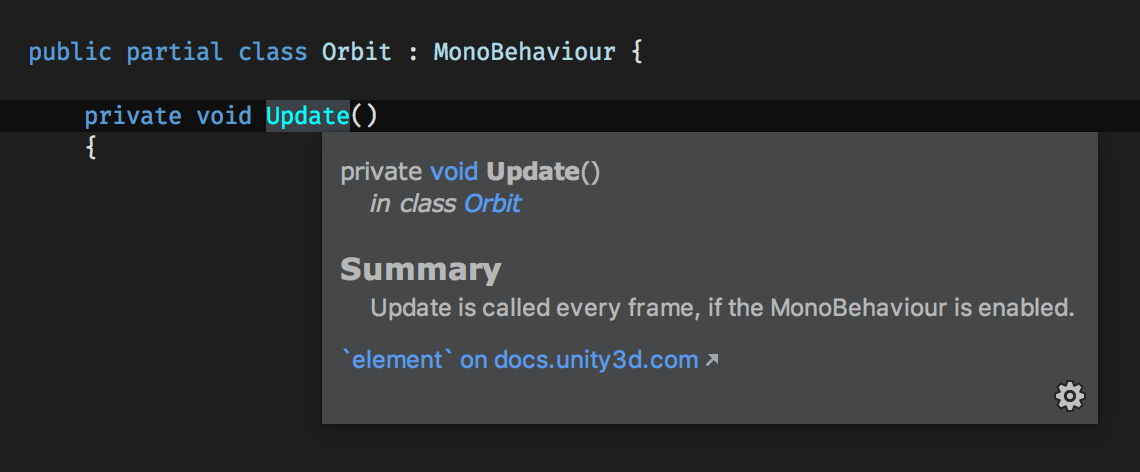 public partial class Orbit : MonoBehaviour {
private void Update()
{
private void Update()
in class Orbit
Summary
Update is called every frame, if the MonoBehaviour is enabled.
`element` on docs.unity3d.com